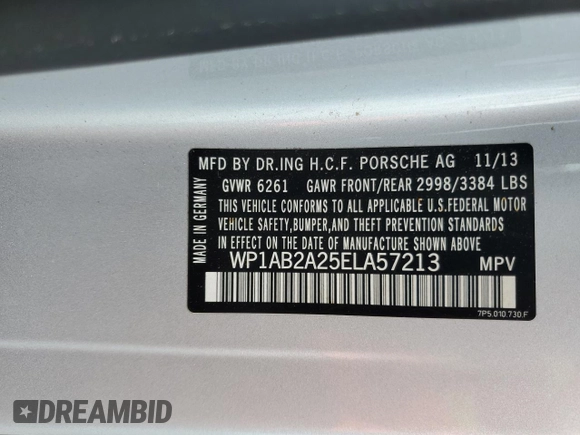 MFD BY DR.ING H.C.F. PORSCHE AG 11/13
GVWR 6261 GAWR FRONT/REAR 2998/3384 LBS
THIS VEHICLE CONFORMS TO ALL APPLICABLE U.S.FEDERAL MOTOR
VEHICLE SAFETY,BUMPER,AND THEFT PREVENTION STANDARDS
IN EFFECT ON THE DATE OF MANUFACTURE SHOWN ABOVE.
WP1AB2A25ELA57213 MPV
7P5.010.730.F
MADE IN GERMANY
DREAMBID